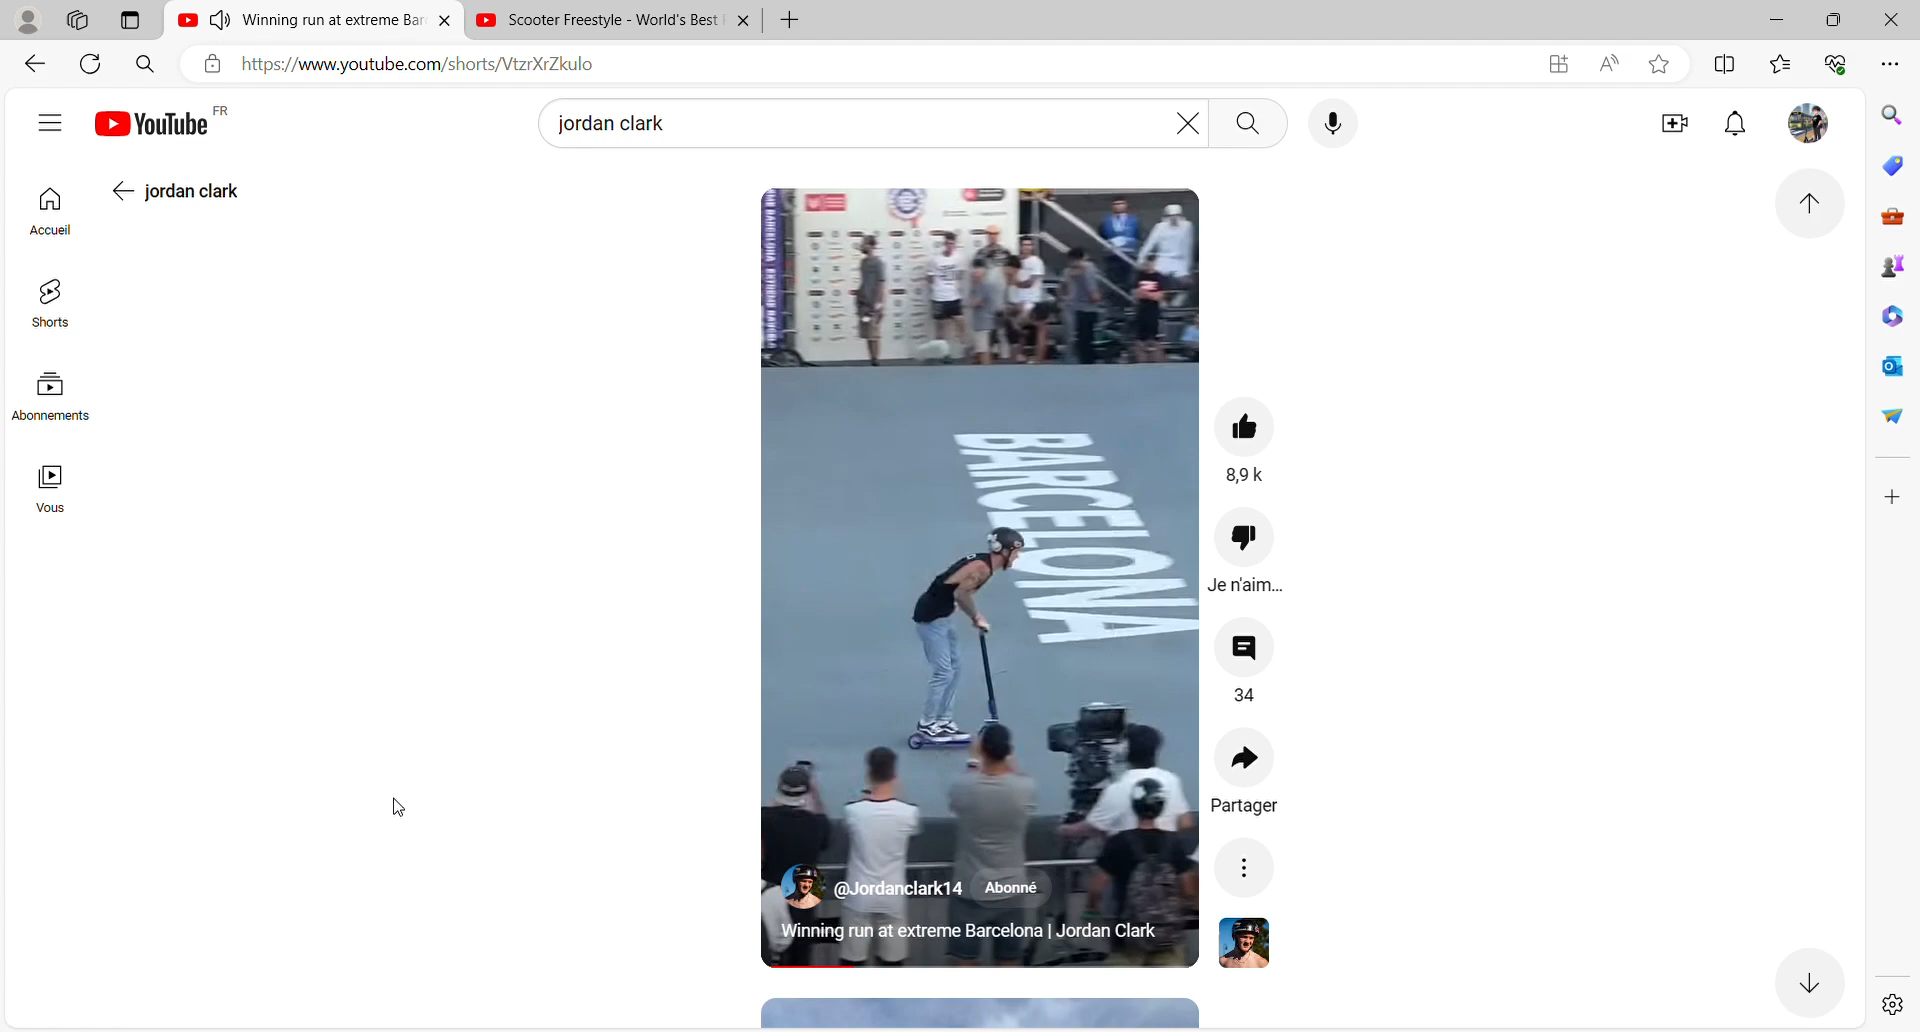 Winning run at extreme Bar
Scooter Freestyle - World's Best
https://www.youtube.com/shorts/VtzrXrZkulo
YouTube FR
jordan clark
jordan clark
Accueil
Shorts
Abonnements
Vous
BARCELONA
8,9 k
Je n'aim...
34
Partager
@Jordanclark14 Abonné
Winning run at extreme Barcelona | Jordan Clark